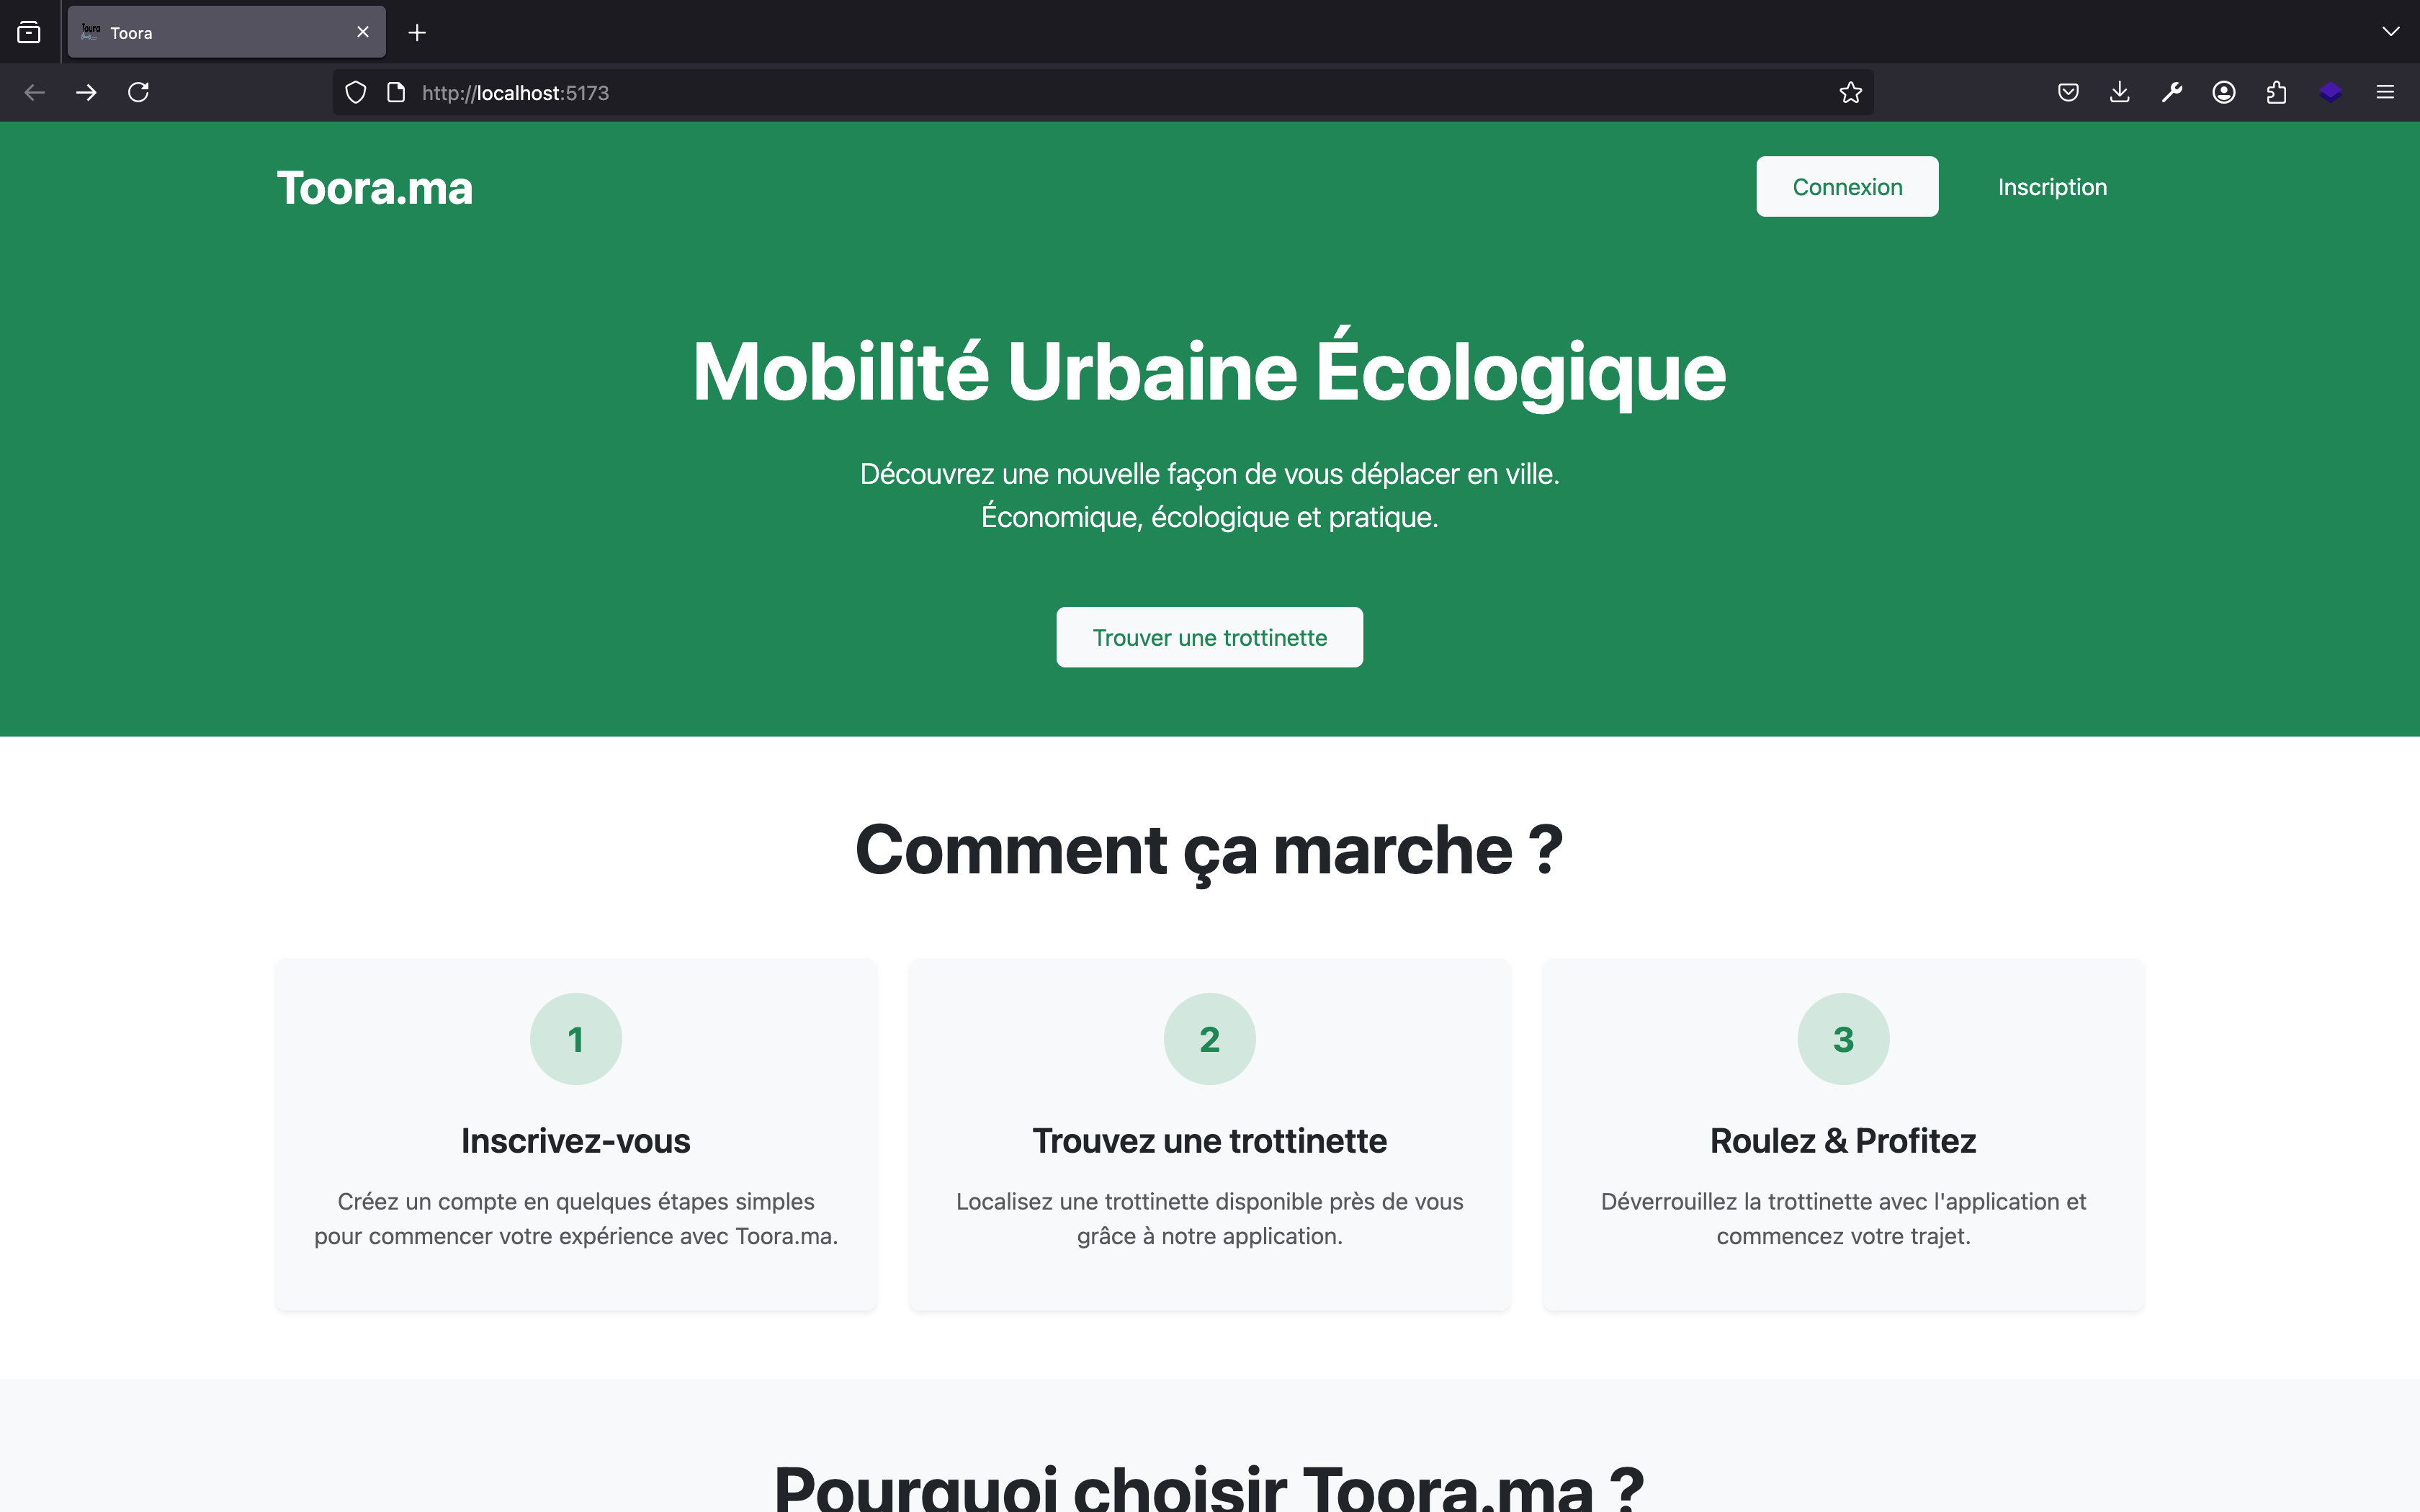 Toora
http://localhost:5173
Toora.ma
Connexion
Inscription
Mobilité Urbaine Écologique
Découvrez une nouvelle façon de vous déplacer en ville.
Économique, écologique et pratique.
Trouver une trottinette
Comment ça marche ?
1
Inscrivez-vous
Créez un compte en quelques étapes simples
pour commencer votre expérience avec Toora.ma.
2
Trouvez une trottinette
Localisez une trottinette disponible près de vous
grâce à notre application.
3
Roulez & Profitez
Déverrouillez la trottinette avec l'application et
commencez votre trajet.
Pourquoi choisir Toora.ma ?